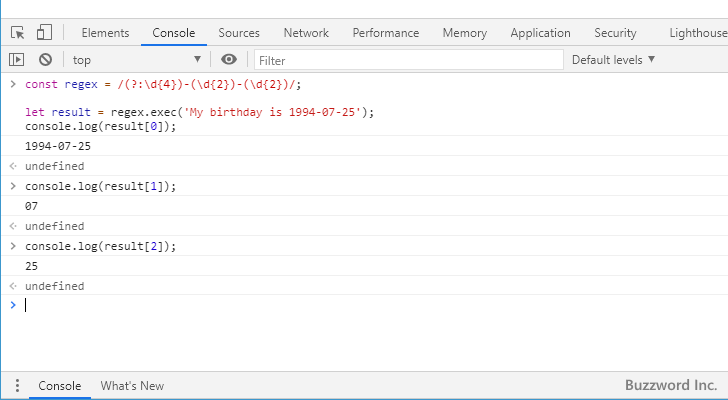 Elements Console Sources Network Performance Memory Application Security Lighthouse
top ▼ Filter Default levels ▼
> const regex = /(?:\d{4})-(\d{2})-(\d{2})/;
let result = regex.exec('My birthday is 1994-07-25');
console.log(result[0]);
1994-07-25
undefined
> console.log(result[1]);
07
undefined
> console.log(result[2]);
25
undefined
>
Console What's New Buzzword Inc.